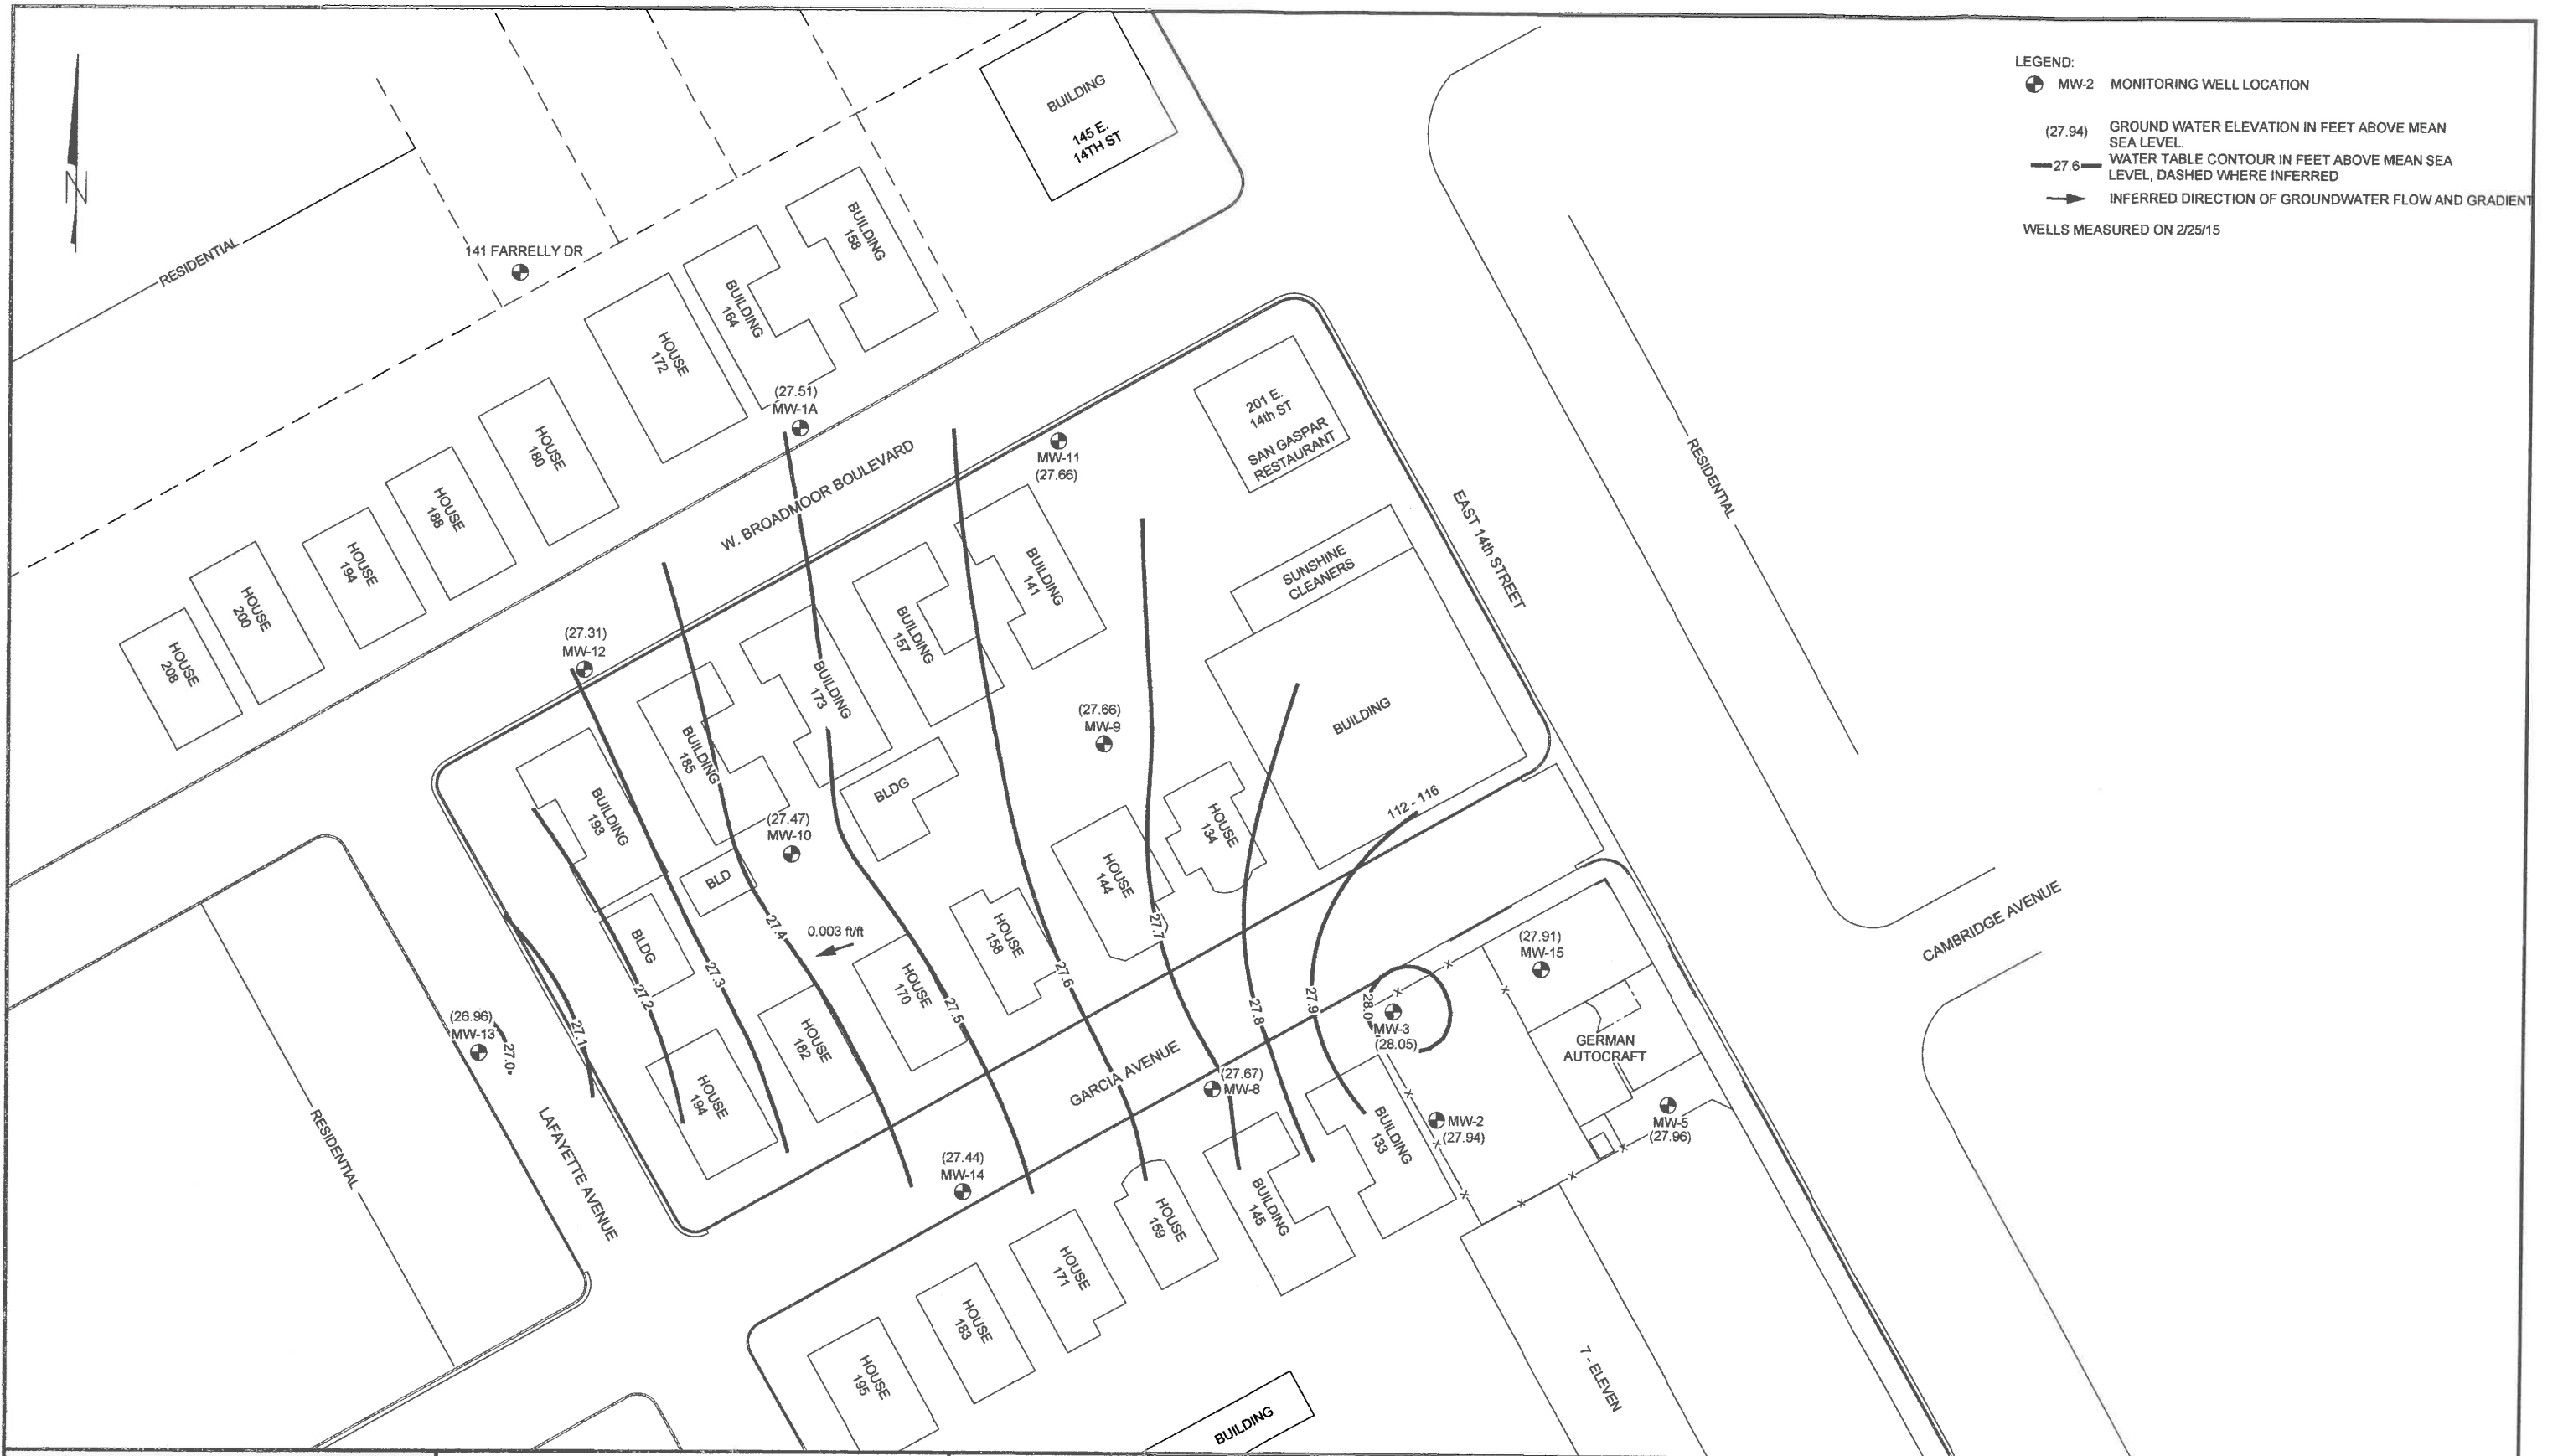 LEGEND:
MW-2 MONITORING WELL LOCATION
(27.94) GROUND WATER ELEVATION IN FEET ABOVE MEAN
SEA LEVEL.
27.6 WATER TABLE CONTOUR IN FEET ABOVE MEAN SEA
LEVEL, DASHED WHERE INFERRED
INFERRED DIRECTION OF GROUNDWATER FLOW AND GRADIENT
WELLS MEASURED ON 2/25/15
N
BUILDING
145 E.
14TH ST
RESIDENTIAL
141 FARRELLY DR
BUILDING
158
BUILDING
164
HOUSE
172
HOUSE
180
HOUSE
188
HOUSE
194
HOUSE
200
HOUSE
208
(27.51)
MW-1A
W. BROADMOOR BOULEVARD
MW-11
(27.66)
201 E.
14th ST
SAN GASPAR
RESTAURANT
EAST 14th STREET
RESIDENTIAL
SUNSHINE
CLEANERS
BUILDING
112 - 116
BUILDING
141
BUILDING
157
BUILDING
173
BUILDING
185
BUILDING
193
(27.31)
MW-12
(27.66)
MW-9
BLDG
(27.47)
MW-10
BLD
BLDG
HOUSE
134
HOUSE
144
HOUSE
158
HOUSE
170
HOUSE
182
HOUSE
194
0.003 ft/ft
27.0
27.1
27.2
27.3
27.4
27.5
27.6
27.7
27.8
27.9
28.0
(26.96)
MW-13
RESIDENTIAL
LAFAYETTE AVENUE
GARCIA AVENUE
(27.44)
MW-14
(27.67)
MW-8
MW-3
(28.05)
(27.91)
MW-15
GERMAN
AUTOCRAFT
MW-2
(27.94)
MW-5
(27.96)
CAMBRIDGE AVENUE
BUILDING
133
BUILDING
145
HOUSE
159
HOUSE
171
HOUSE
183
HOUSE
195
BUILDING
7 - ELEVEN